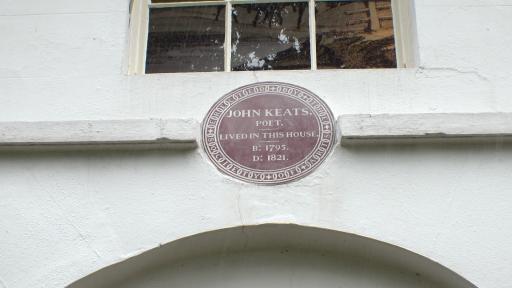 JOHN KEATS.
POET.
LIVED IN THIS HOUSE.
B: 1795.
D: 1821.